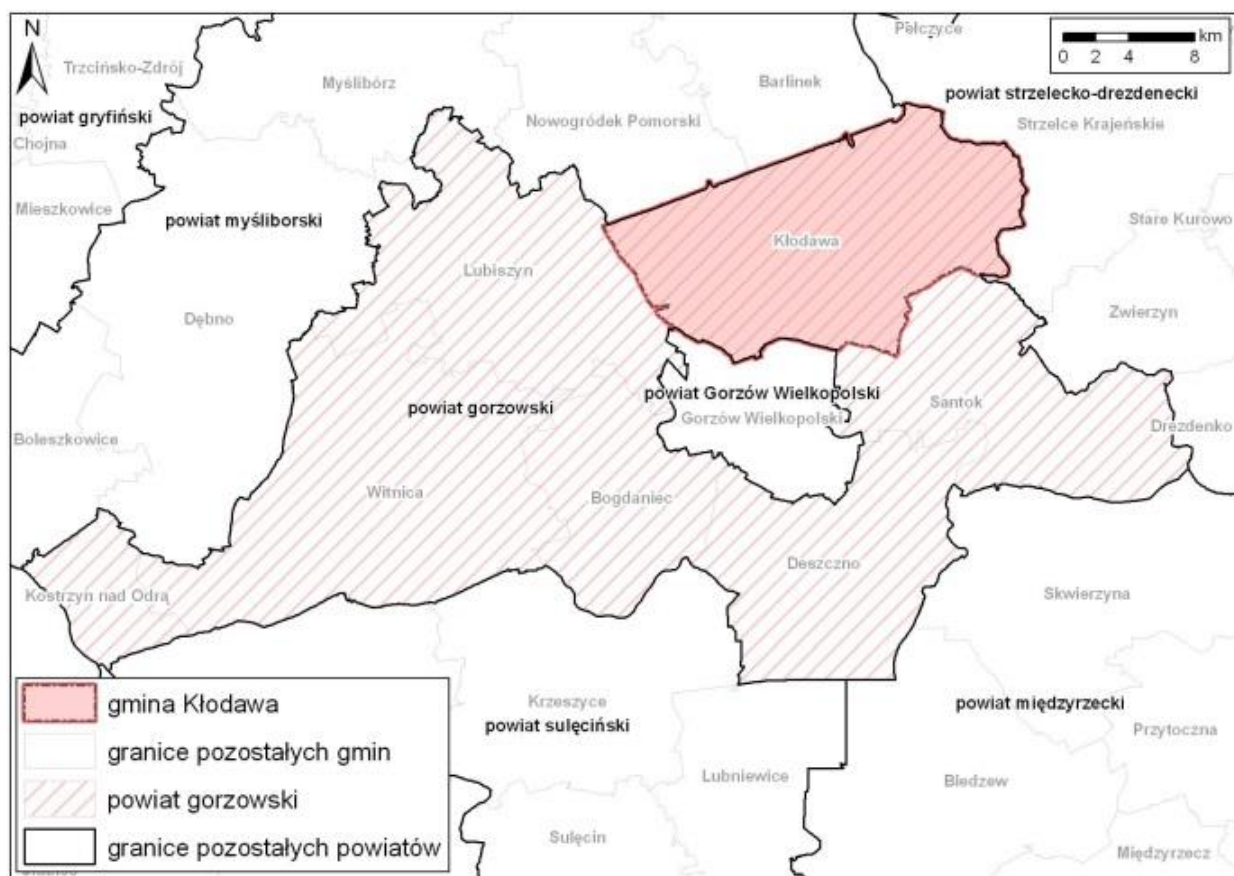 N
km
0 2 4 8
Pełczyce
Trzcińsko-Zdrój
Myślibórz
Barlinek
powiat strzelecko-drezdenecki
powiat gryfiński
Nowogródek Pomorski
Strzelce Krajeńskie
Chojna
Mieszkowice
powiat myśliborski
Stare Kurowo
Kłodawa
Lubiszyn
Dębno
Zwierzyn
powiat Gorzów Wielkopolski
powiat gorzowski
Santok
Gorzów Wielkopolski
Drezdenko
Boleszkowice
Witnica
Bogdaniec
Deszczno
Kostrzyn nad Odrą
Skwierzyna
gmina Kłodawa
Krzeszyce
powiat międzyrzecki
powiat sulęciński
Przytoczna
granice pozostałych gmin
Lubniewice
Bledzew
powiat gorzowski
Sulęcin
granice pozostałych powiatów
Międzyrzecz